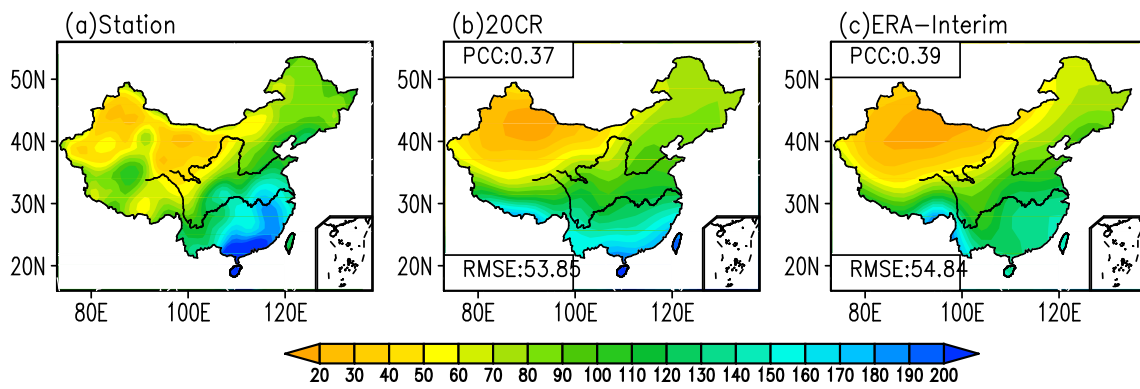 (a)Station
(b)20CR
(c)ERA-Interim
PCC:0.37
PCC:0.39
50N
40N
30N
20N
50N
40N
30N
20N
50N
40N
30N
20N
RMSE:53.85
RMSE:54.84
80E 100E 120E
80E 100E 120E
80E 100E 120E
20 30 40 50 60 70 80 90 100 110 120 130 140 150 160 170 180 190 200